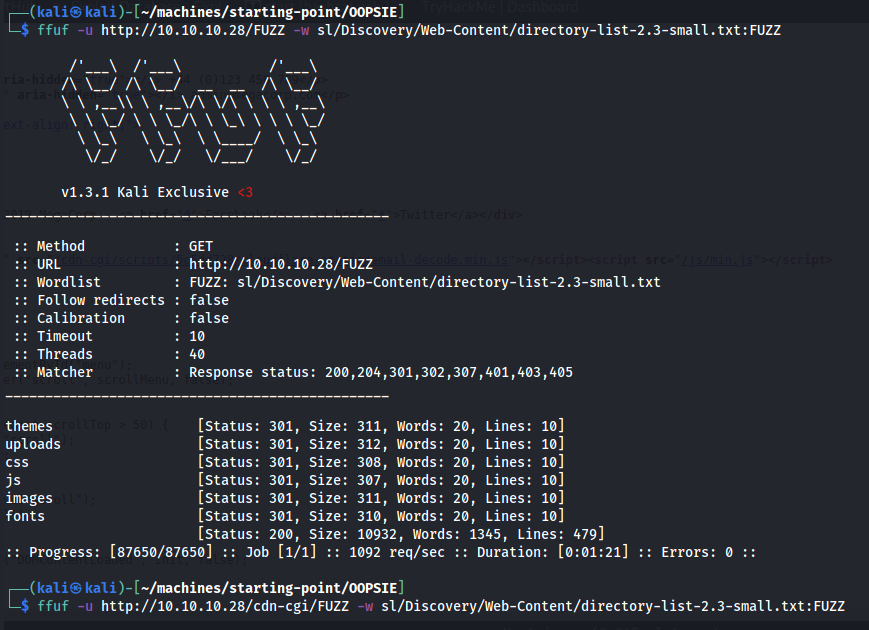 TryHackMe | Dashboard
┌──(kali㉿kali)-[~/machines/starting-point/OOPSIE]
└─$ ffuf -u http://10.10.10.28/FUZZ -w sl/Discovery/Web-Content/directory-list-2.3-small.txt:FUZZ
v1.3.1 Kali Exclusive <3
________________________________________________
:: Method : GET
:: URL : http://10.10.10.28/FUZZ
:: Wordlist : FUZZ: sl/Discovery/Web-Content/directory-list-2.3-small.txt
:: Follow redirects : false
:: Calibration : false
:: Timeout : 10
:: Threads : 40
:: Matcher : Response status: 200,204,301,302,307,401,403,405
________________________________________________
themes [Status: 301, Size: 311, Words: 20, Lines: 10]
uploads [Status: 301, Size: 312, Words: 20, Lines: 10]
css [Status: 301, Size: 308, Words: 20, Lines: 10]
js [Status: 301, Size: 307, Words: 20, Lines: 10]
images [Status: 301, Size: 311, Words: 20, Lines: 10]
fonts [Status: 301, Size: 310, Words: 20, Lines: 10]
[Status: 200, Size: 10932, Words: 1345, Lines: 479]
:: Progress: [87650/87650] :: Job [1/1] :: 1092 req/sec :: Duration: [0:01:21] :: Errors: 0 ::
┌──(kali㉿kali)-[~/machines/starting-point/OOPSIE]
└─$ ffuf -u http://10.10.10.28/cdn-cgi/FUZZ -w sl/Discovery/Web-Content/directory-list-2.3-small.txt:FUZZ